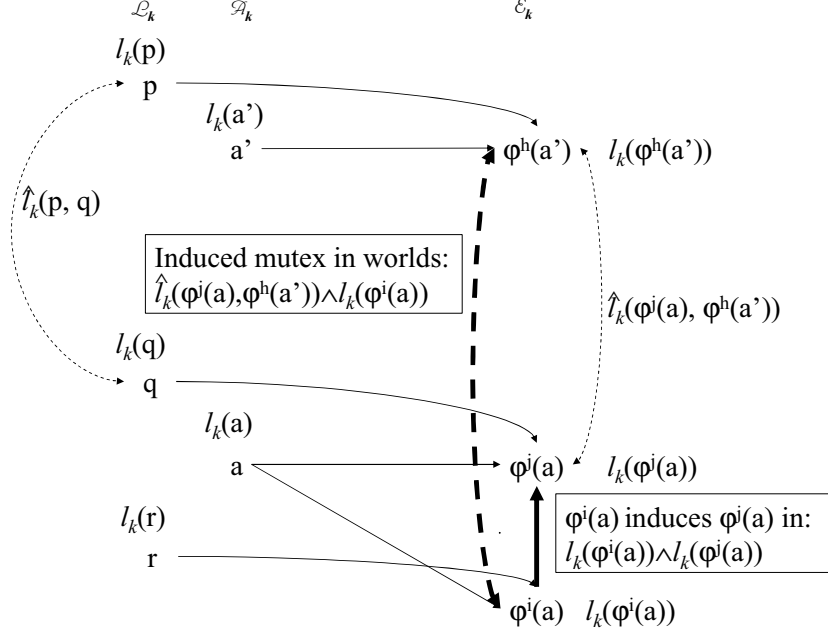 ℒₖ 𝒜ₖ ℰₖ
lₖ(p)
p
lₖ(a’)
a’ φʰ(a’) lₖ(φʰ(a’))
l̂ₖ(p, q)
Induced mutex in worlds:
l̂ₖ(φʲ(a),φʰ(a’))∧lₖ(φⁱ(a))
l̂ₖ(φʲ(a), φʰ(a’))
lₖ(q)
q
lₖ(a)
a φʲ(a) lₖ(φʲ(a))
lₖ(r)
r
φⁱ(a) induces φʲ(a) in:
lₖ(φⁱ(a))∧lₖ(φʲ(a))
φⁱ(a) lₖ(φⁱ(a))